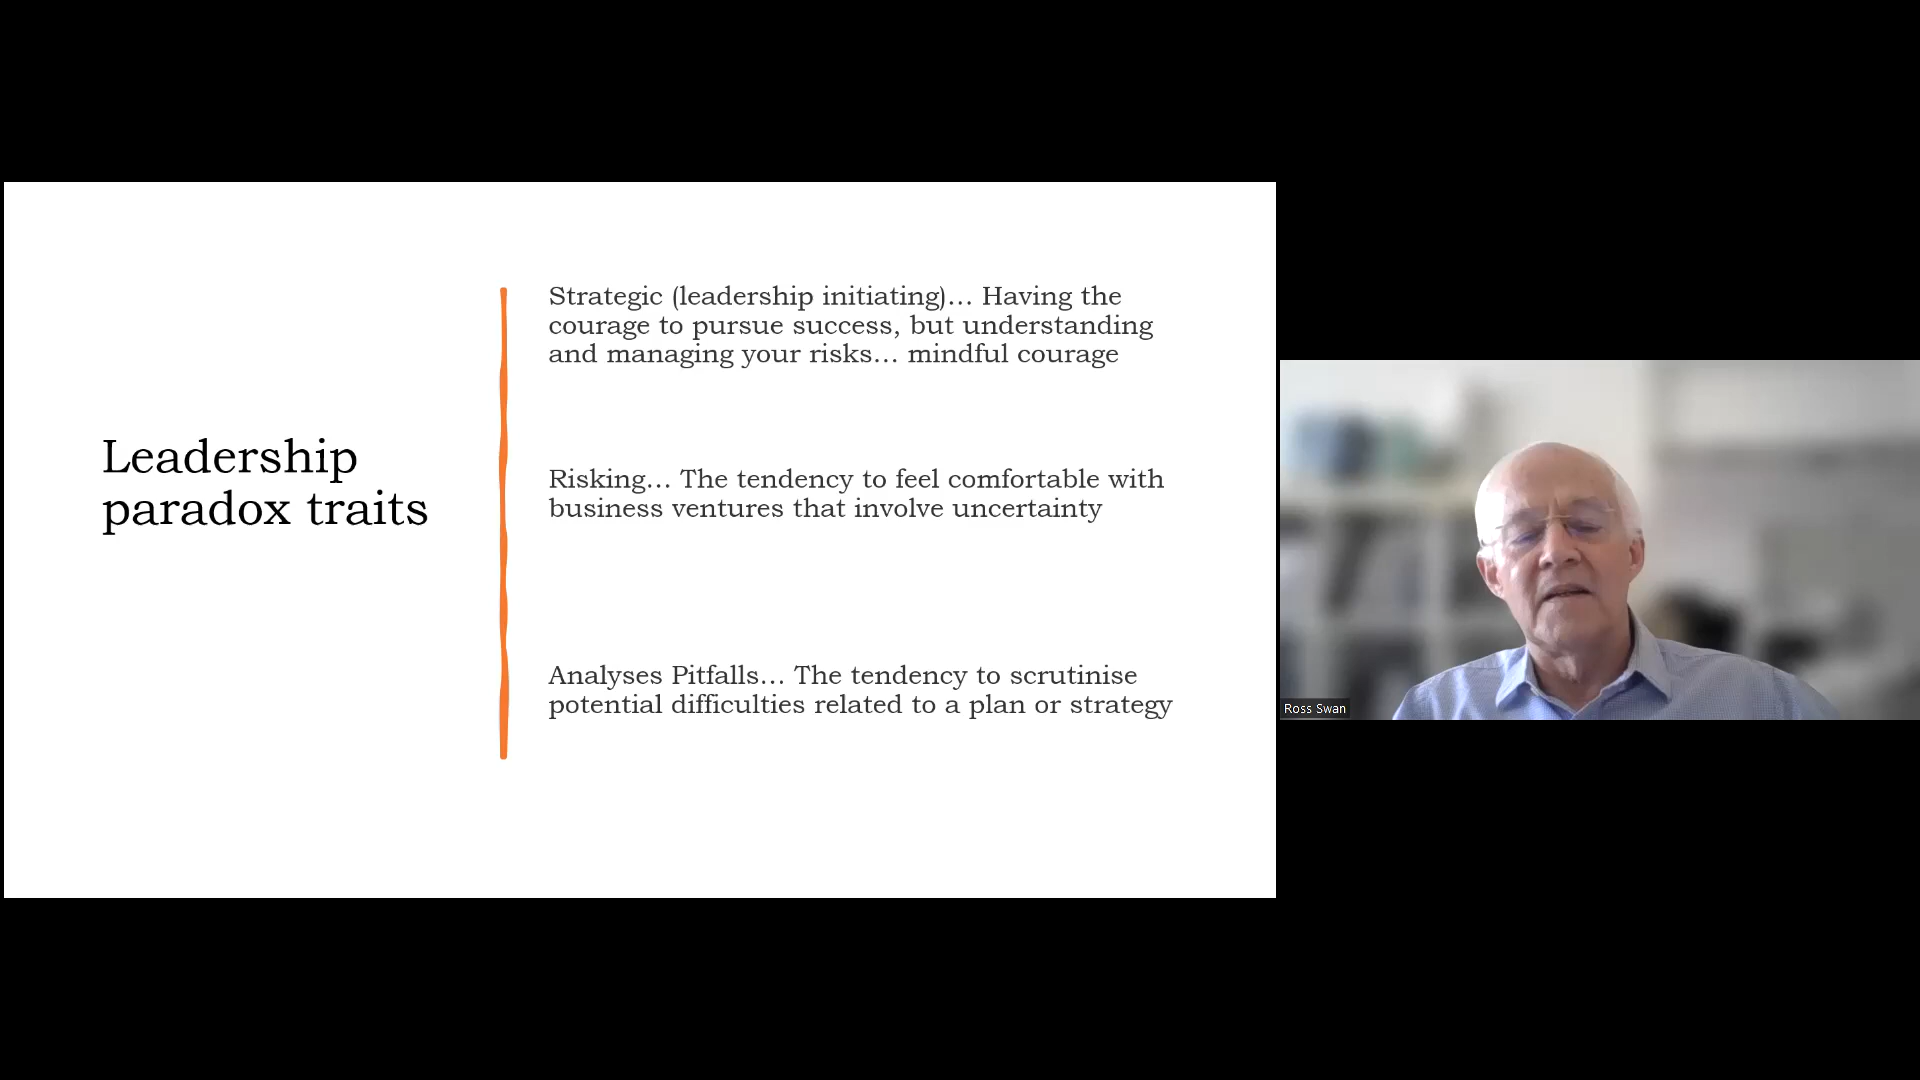 Leadership
paradox traits
Strategic (leadership initiating)… Having the
courage to pursue success, but understanding
and managing your risks… mindful courage
Risking… The tendency to feel comfortable with
business ventures that involve uncertainty
Analyses Pitfalls… The tendency to scrutinise
potential difficulties related to a plan or strategy
Ross Swan